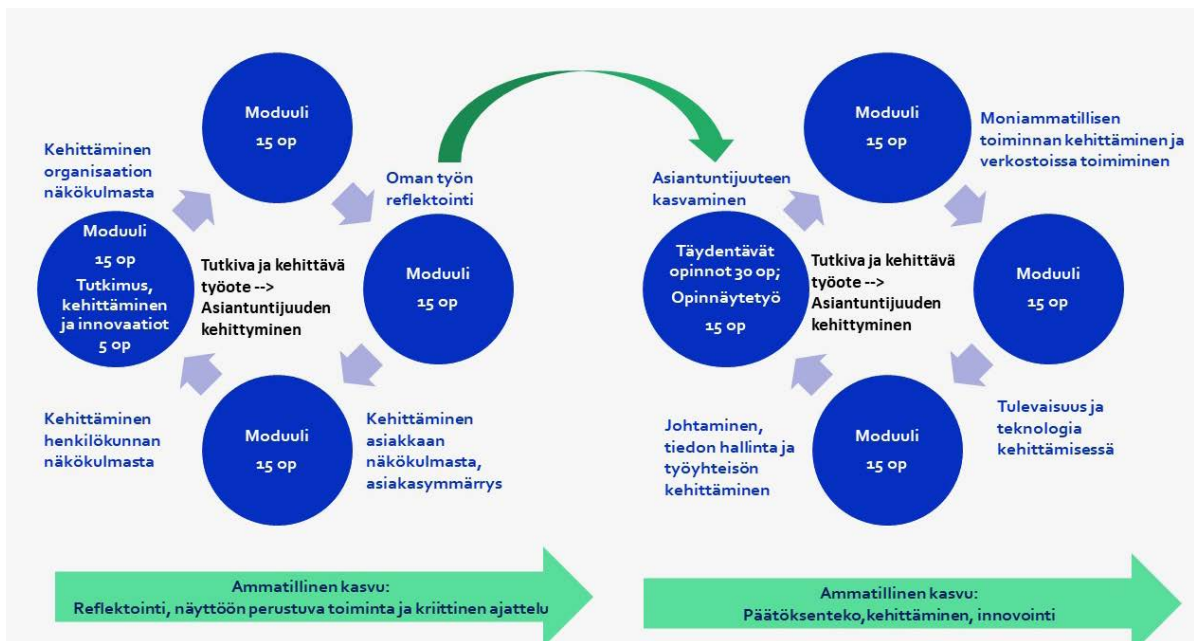 Moduuli
15 op
Kehittäminen
organisaation
näkökulmasta
Oman työn
reflektointi
Moduuli
15 op
Tutkimus,
kehittäminen
ja innovaatiot
5 op
Tutkiva ja kehittävä
työote -->
Asiantuntijuuden
kehittyminen
Moduuli
15 op
Kehittäminen
henkilökunnan
näkökulmasta
Moduuli
15 op
Kehittäminen
asiakkaan
näkökulmasta,
asiakasymmärrys
Ammatillinen kasvu:
Reflektointi, näyttöön perustuva toiminta ja kriittinen ajattelu
Moduuli
15 op
Moniammatillisen
toiminnan kehittäminen ja
verkostoissa toimiminen
Asiantuntijuuteen
kasvaminen
Täydentävät
opinnot 30 op;
Opinnäytetyö
15 op
Tutkiva ja kehittävä
työote -->
Asiantuntijuuden
kehittyminen
Moduuli
15 op
Johtaminen,
tiedon hallinta ja
työyhteisön
kehittäminen
Moduuli
15 op
Tulevaisuus ja
teknologia
kehittämisessä
Ammatillinen kasvu:
Päätöksenteko,kehittäminen, innovointi